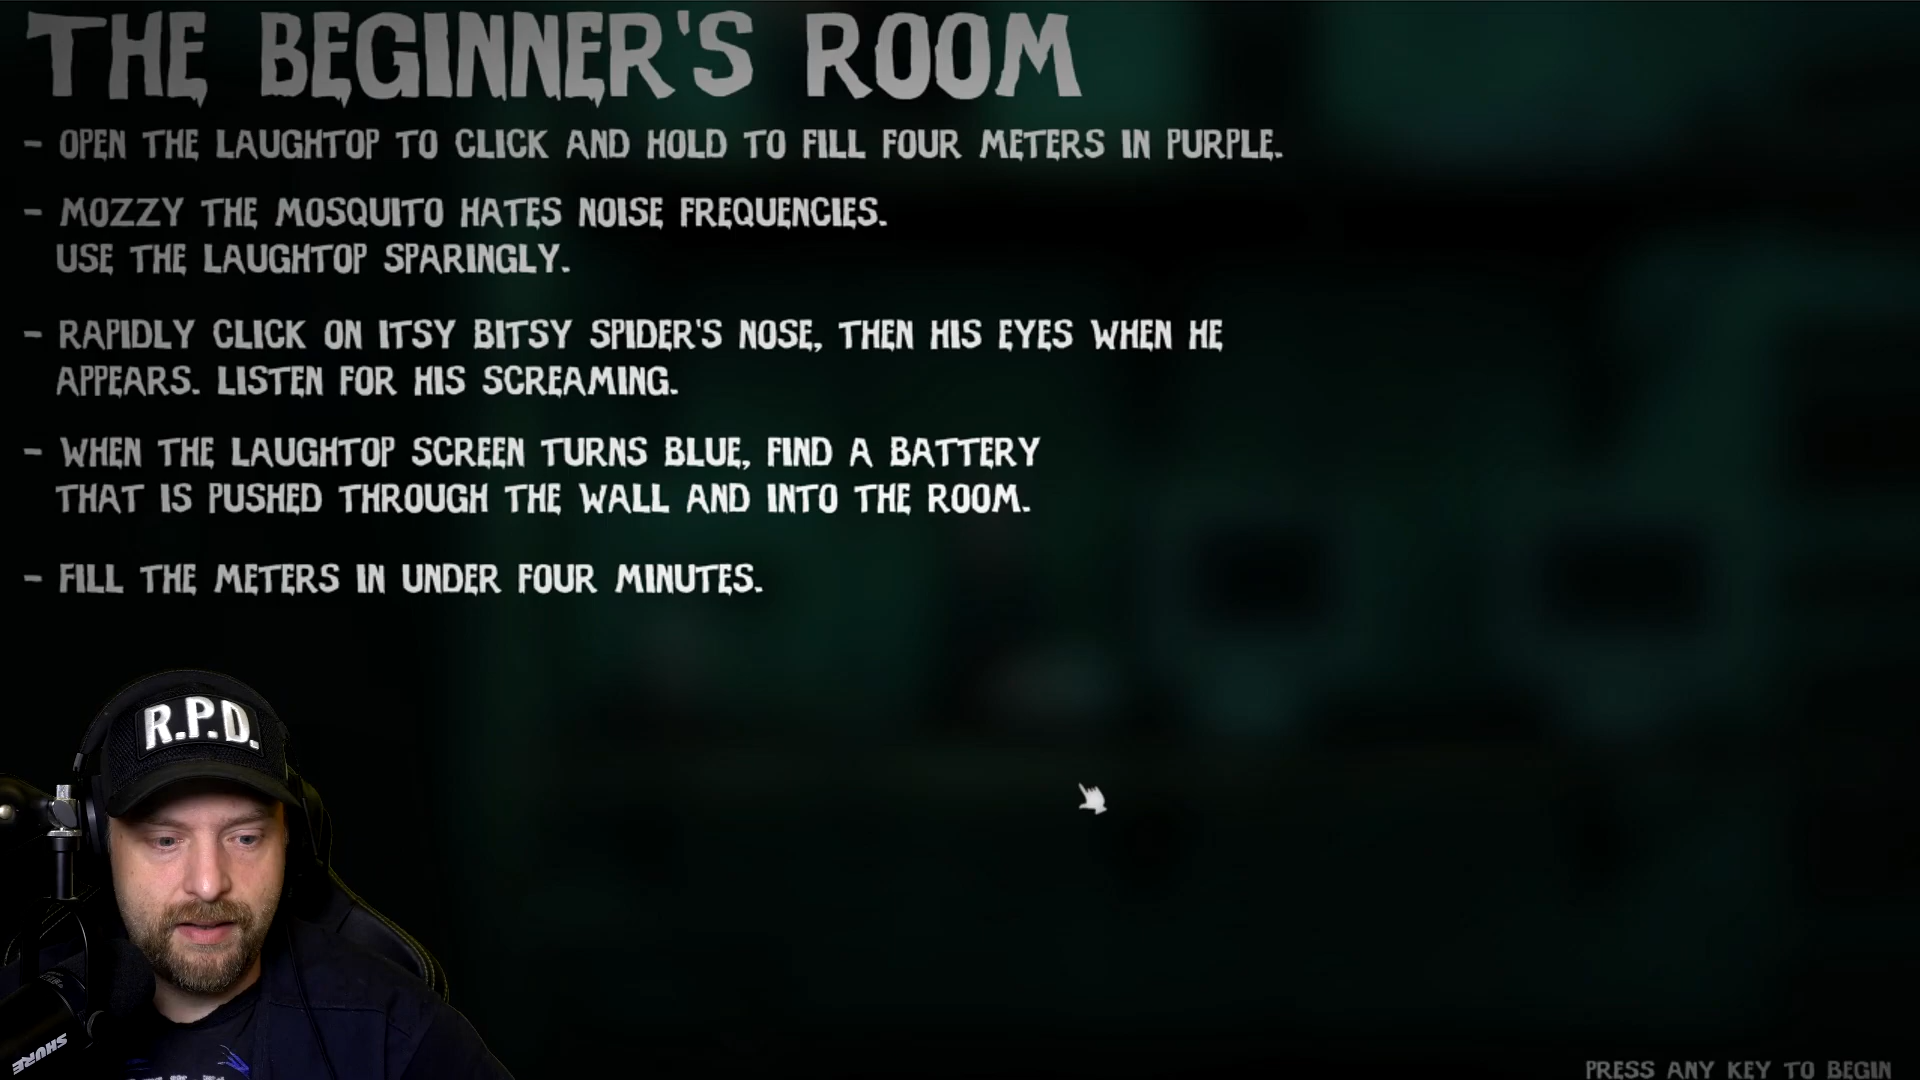 THE BEGINNER'S ROOM
- OPEN THE LAUGHTOP TO CLICK AND HOLD TO FILL FOUR METERS IN PURPLE.
- MOZZY THE MOSQUITO HATES NOISE FREQUENCIES.
USE THE LAUGHTOP SPARINGLY.
- RAPIDLY CLICK ON ITSY BITSY SPIDER'S NOSE, THEN HIS EYES WHEN HE
APPEARS. LISTEN FOR HIS SCREAMING.
- WHEN THE LAUGHTOP SCREEN TURNS BLUE, FIND A BATTERY
THAT IS PUSHED THROUGH THE WALL AND INTO THE ROOM.
- FILL THE METERS IN UNDER FOUR MINUTES.
R.P.D.
SHURE
PRESS ANY KEY TO BEGIN